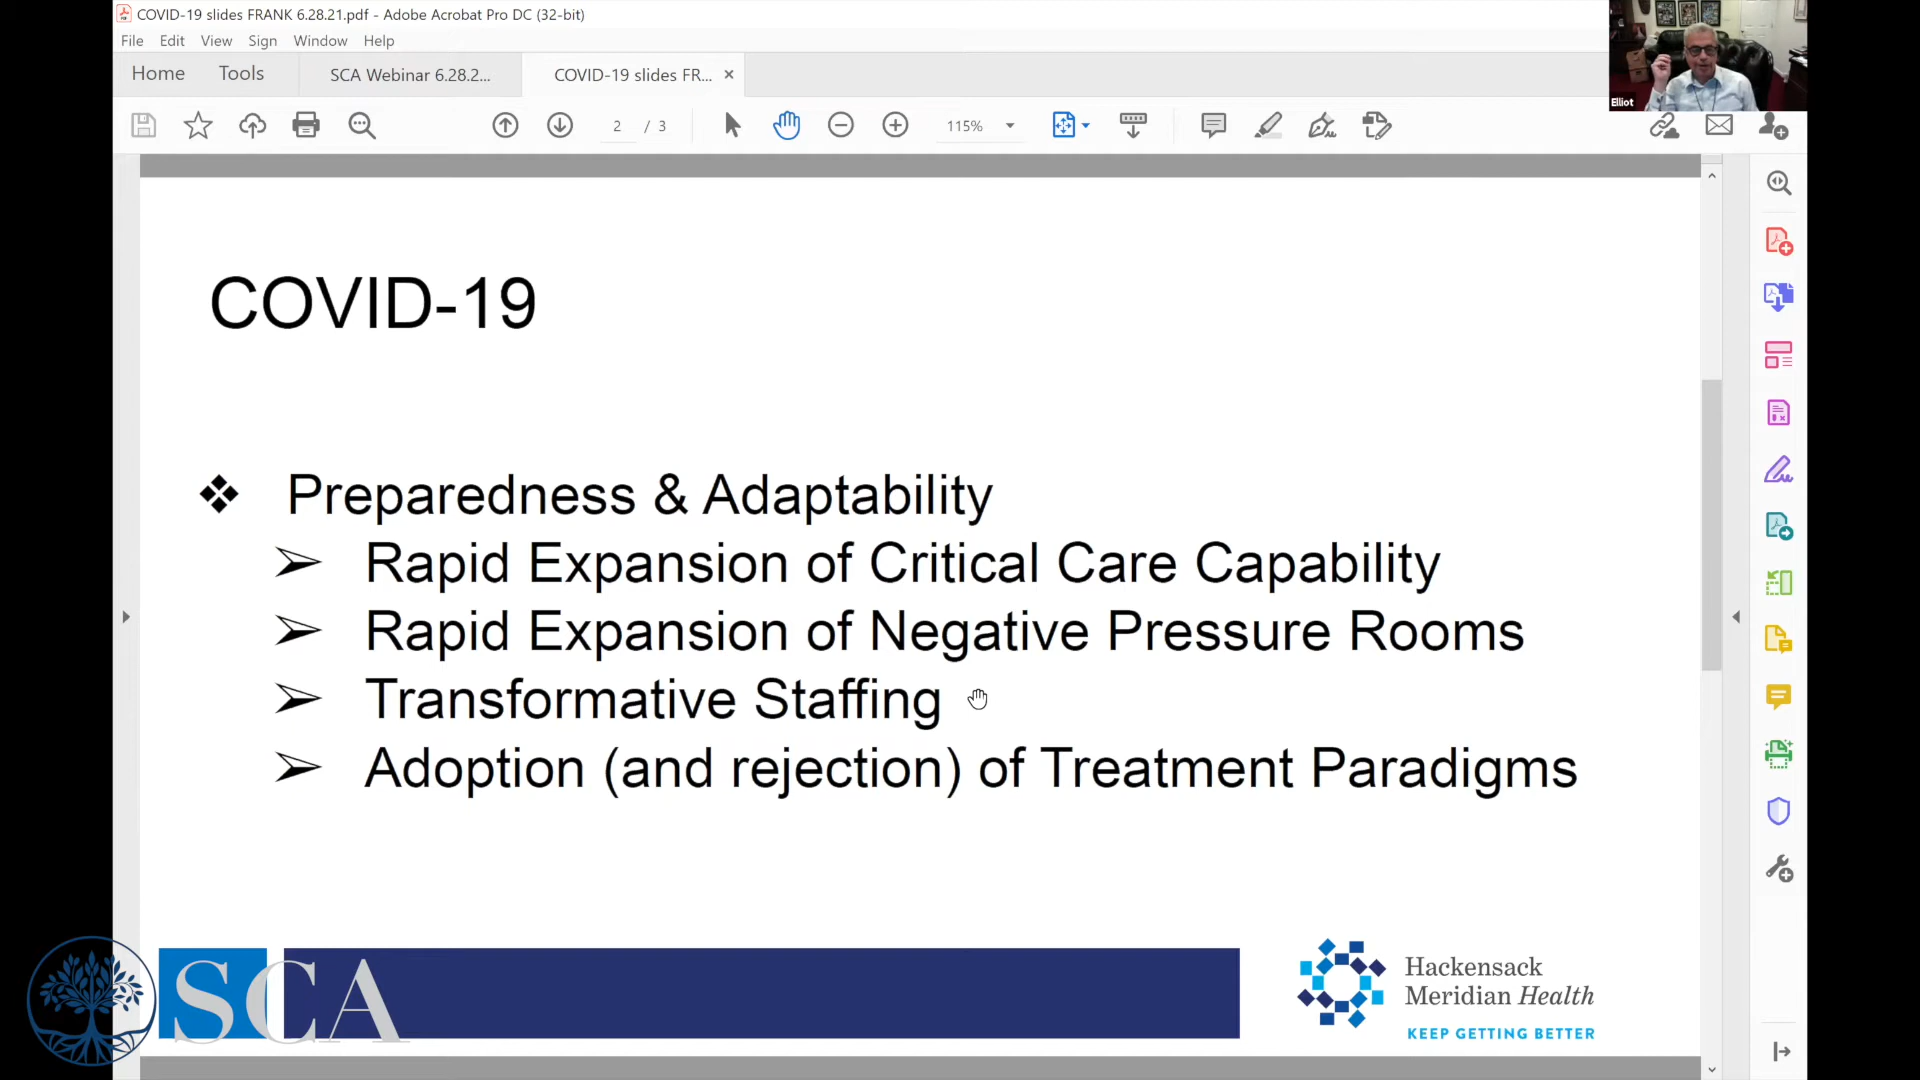 COVID-19 slides FRANK 6.28.21.pdf - Adobe Acrobat Pro DC (32-bit)
File Edit View Sign Window Help
Home Tools SCA Webinar 6.28.2... COVID-19 slides FR... ×
2 / 3 115%
Elliot
COVID-19
❖ Preparedness & Adaptability
➢ Rapid Expansion of Critical Care Capability
➢ Rapid Expansion of Negative Pressure Rooms
➢ Transformative Staffing
➢ Adoption (and rejection) of Treatment Paradigms
SCA
Hackensack
Meridian Health
KEEP GETTING BETTER